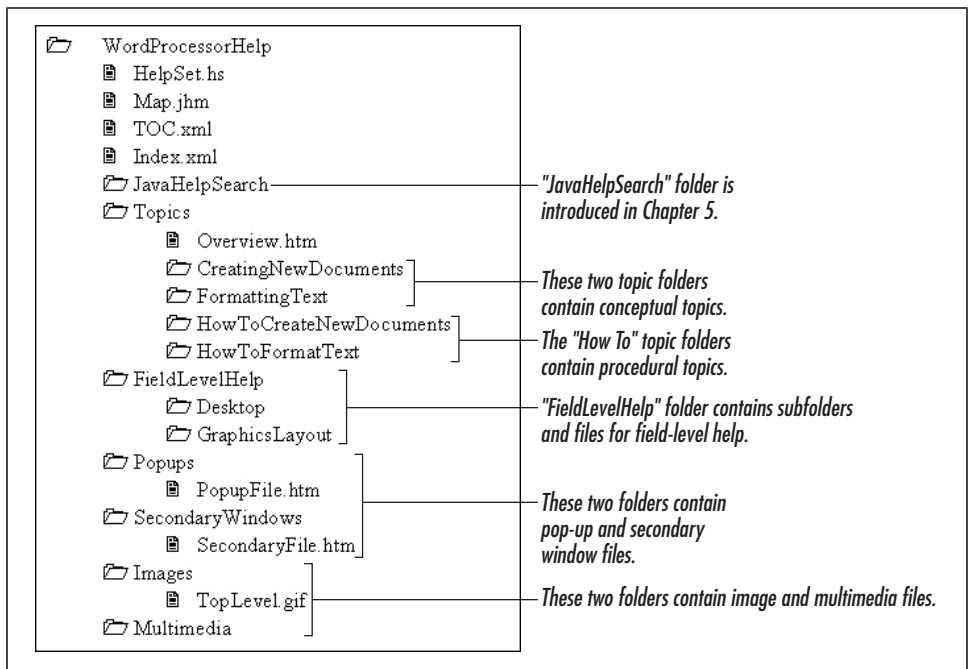 WordProcessorHelp
HelpSet.hs
Map.jhm
TOC.xml
Index.xml
JavaHelpSearch
"JavaHelpSearch" folder is
introduced in Chapter 5.
Topics
Overview.htm
CreatingNewDocuments
FormattingText
These two topic folders
contain conceptual topics.
HowToCreateNewDocuments
HowToFormatText
The "How To" topic folders
contain procedural topics.
FieldLevelHelp
Desktop
GraphicsLayout
"FieldLevelHelp" folder contains subfolders
and files for field-level help.
Popups
PopupFile.htm
SecondaryWindows
SecondaryFile.htm
These two folders contain
pop-up and secondary
window files.
Images
TopLevel.gif
Multimedia
These two folders contain image and multimedia files.